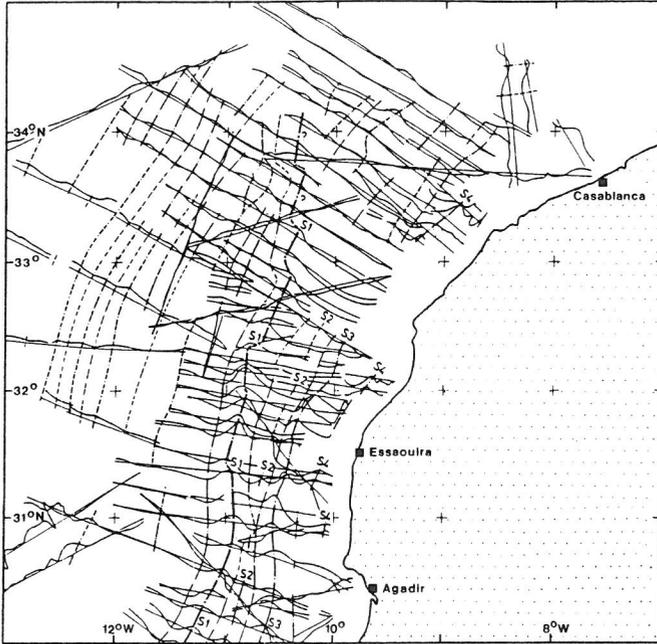 34°N
S4
Casablanca
S1
33°
S2
S3
S1
S2
S4
32°
Essaouira
S1
S2
S4
31°N
S4
S2
Agadir
S1
S3
12°W
10°
8°W